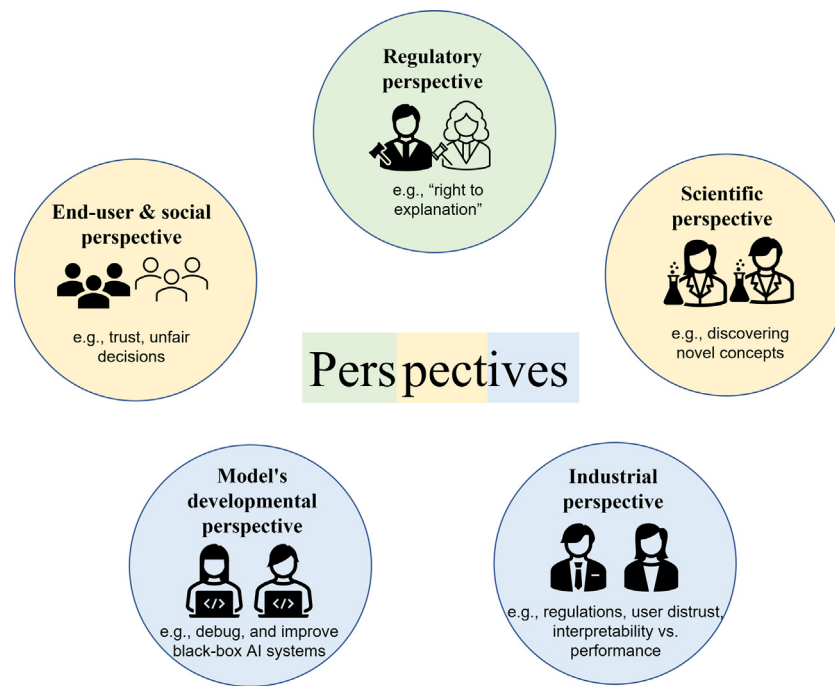 Regulatory
perspective
e.g., “right to
explanation”
End-user & social
perspective
e.g., trust, unfair
decisions
Scientific
perspective
e.g., discovering
novel concepts
Perspectives
Model's
developmental
perspective
</>
</>
e.g., debug, and improve
black-box AI systems
Industrial
perspective
e.g., regulations, user distrust,
interpretability vs.
performance